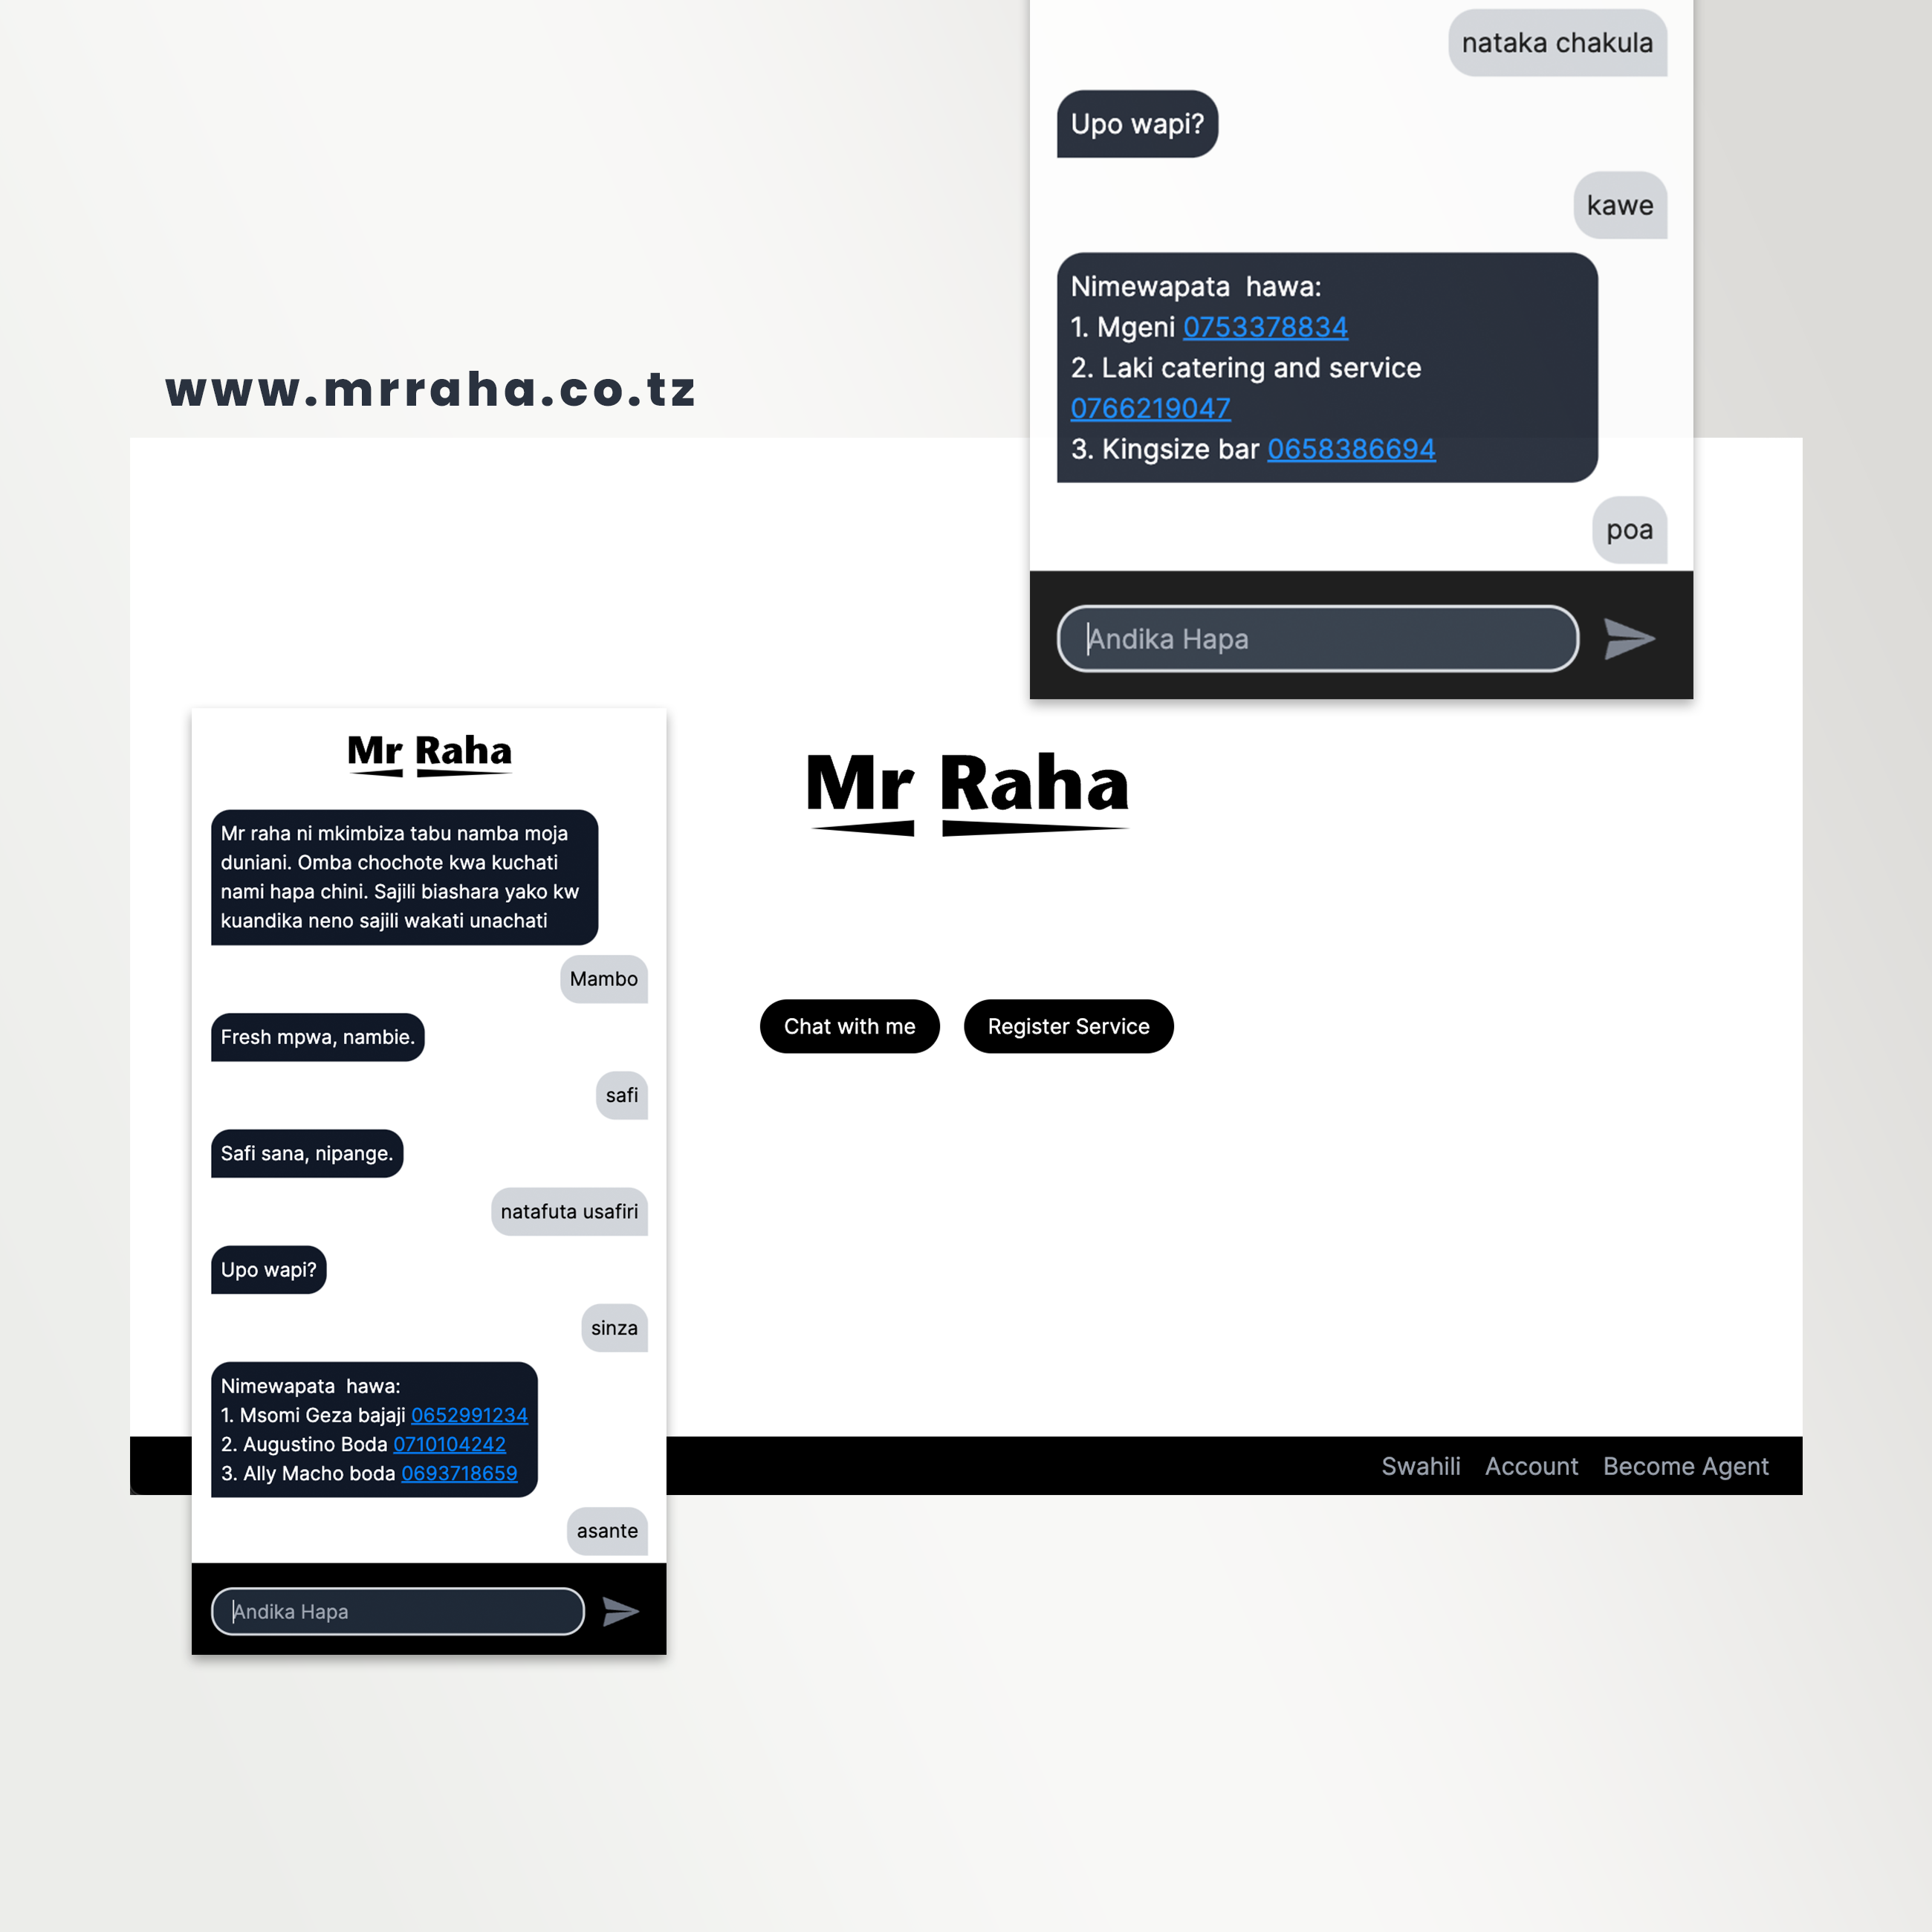 nataka chakula
Upo wapi?
kawe
Nimewapata hawa:
1. Mgeni 0753378834
2. Laki catering and service
0766219047
3. Kingsize bar 0658386694
poa
Andika Hapa
www.mrraha.co.tz
Mr Raha
Mr raha ni mkimbiza tabu namba moja
duniani. Omba chochote kwa kuchati
nami hapa chini. Sajili biashara yako kw
kuandika neno sajili wakati unachati
Mambo
Fresh mpwa, nambie.
safi
Safi sana, nipange.
natafuta usafiri
Upo wapi?
sinza
Nimewapata hawa:
1. Msomi Geza bajaji 0652991234
2. Augustino Boda 0710104242
3. Ally Macho boda 0693718659
asante
Andika Hapa
Mr Raha
Chat with me
Register Service
Swahili Account Become Agent